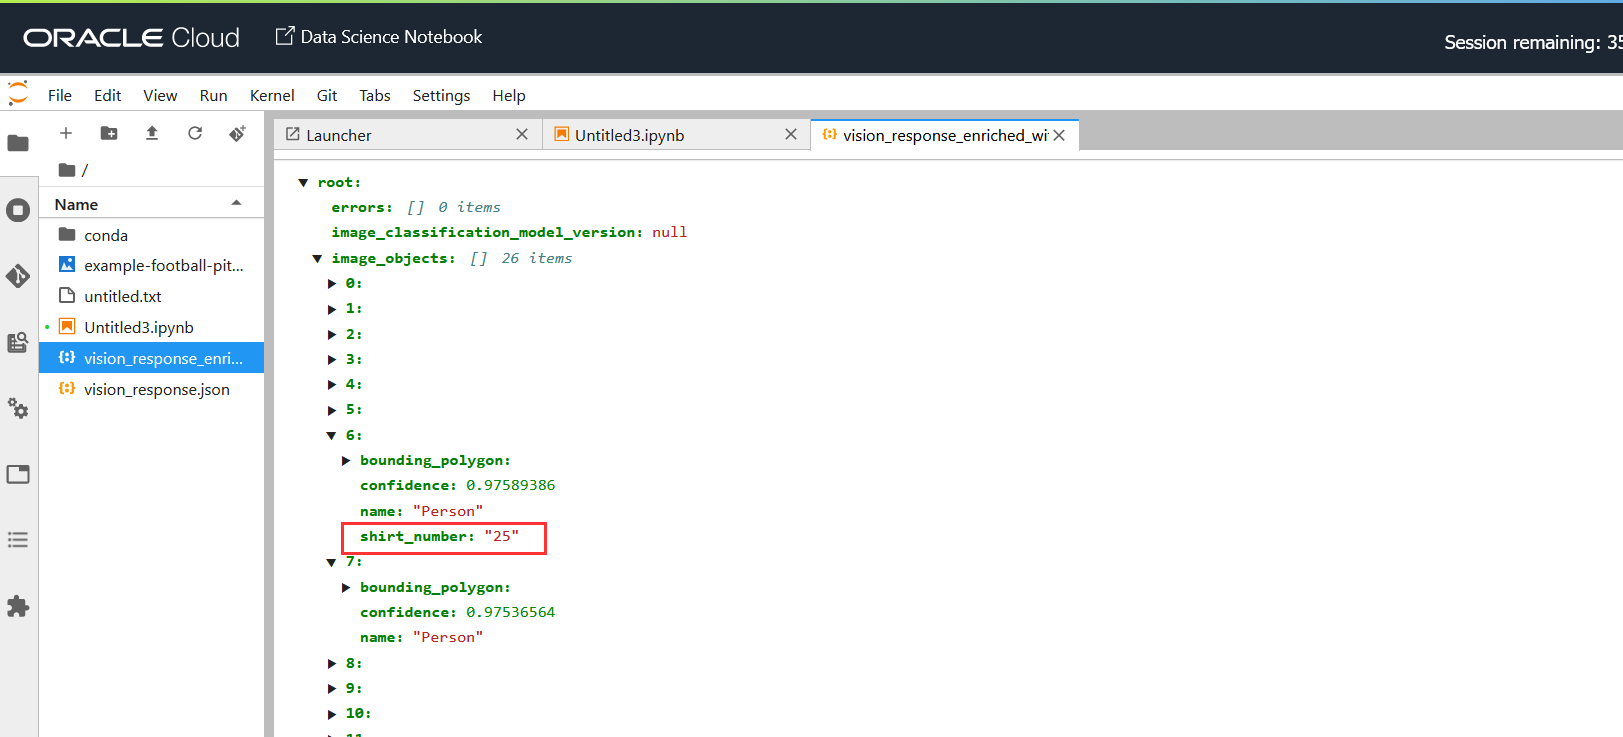 ORACLE Cloud Data Science Notebook
Session remaining: 35
File Edit View Run Kernel Git Tabs Settings Help
Launcher
Untitled3.ipynb
vision_response_enriched_wi
/
Name
conda
example-football-pit...
untitled.txt
Untitled3.ipynb
vision_response_enri...
vision_response.json
root:
errors: [] 0 items
image_classification_model_version: null
image_objects: [] 26 items
0:
1:
2:
3:
4:
5:
6:
bounding_polygon:
confidence: 0.97589386
name: "Person"
shirt_number: "25"
7:
bounding_polygon:
confidence: 0.97536564
name: "Person"
8:
9:
10:
11: